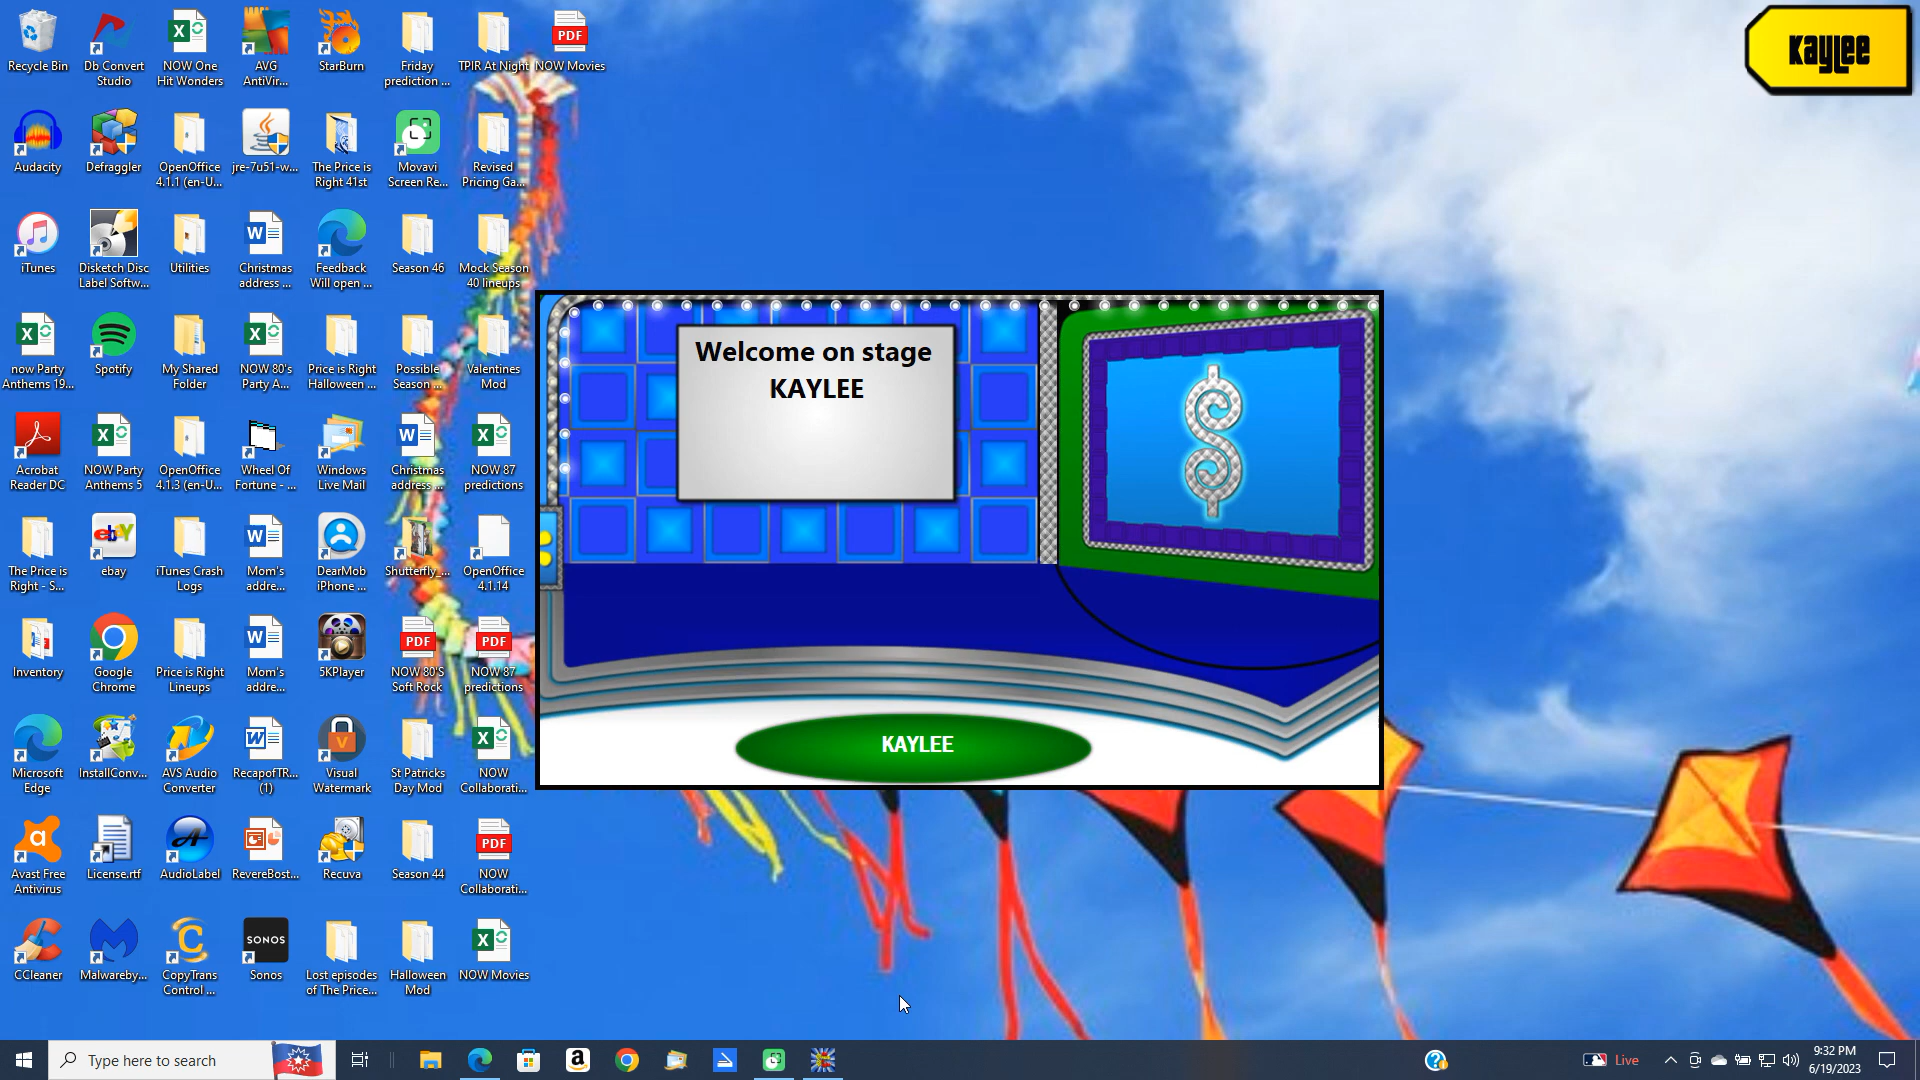 Recycle Bin
Db Convert
Studio
NOW One
Hit Wonders
AVG
AntiVir...
StarBurn
Friday
prediction ...
TPIR At Night
NOW Movies
Audacity
Defraggler
OpenOffice
4.1.1 (en-U...
jre-7u51-w...
The Price is
Right 41st
Movavi
Screen Re...
Revised
Pricing Ga...
iTunes
Disketch Disc
Label Softw...
Utilities
Christmas
address ...
Feedback
Will open ...
Season 46
Mock Season
40 lineups
now Party
Anthems 19...
Spotify
My Shared
Folder
NOW 80's
Party A...
Price is Right
Halloween ...
Possible
Season ...
Valentines
Mod
Acrobat
Reader DC
NOW Party
Anthems 5
OpenOffice
4.1.3 (en-U...
Wheel Of
Fortune - ...
Windows
Live Mail
Christmas
address ...
NOW 87
predictions
The Price is
Right - S...
ebay
ebay
iTunes Crash
Logs
Mom's
addre...
DearMob
iPhone ...
Shutterfly_...
OpenOffice
4.1.14
Inventory
Google
Chrome
Price is Right
Lineups
Mom's
addre...
5KPlayer
PDF
NOW 80'S
Soft Rock
PDF
NOW 87
predictions
Microsoft
Edge
InstallConv...
AVS Audio
Converter
RecapofTR...
(1)
Visual
Watermark
St Patricks
Day Mod
NOW
Collaborati...
Avast Free
Antivirus
License.rtf
AudioLabel
RevereBost...
Recuva
Season 44
PDF
NOW
Collaborati...
CCleaner
Malwareby...
CopyTrans
Control ...
SONOS
Sonos
Lost episodes
of The Price...
Halloween
Mod
NOW Movies
PDF
Kaylee
Welcome on stage
KAYLEE
KAYLEE
Type here to search
Live
9:32 PM
6/19/2023